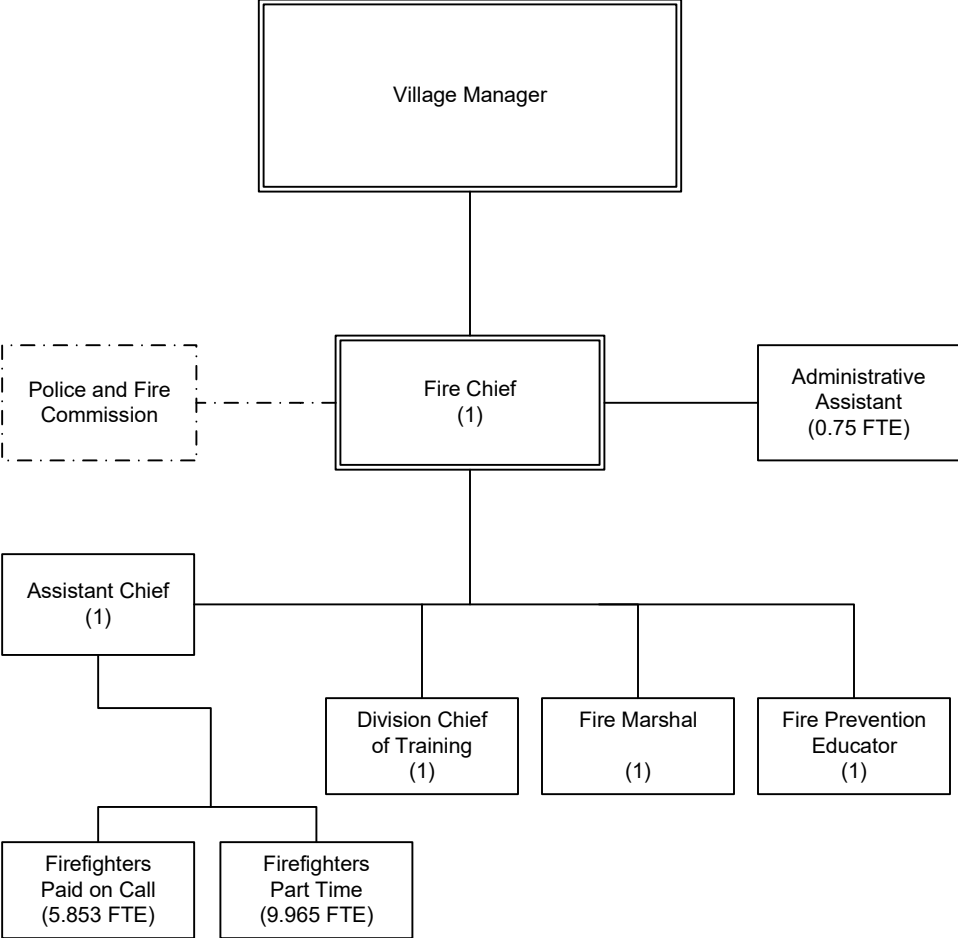 Village Manager
Police and Fire
Commission
Fire Chief
(1)
Administrative
Assistant
(0.75 FTE)
Assistant Chief
(1)
Division Chief
of Training
(1)
Fire Marshal
(1)
Fire Prevention
Educator
(1)
Firefighters
Paid on Call
(5.853 FTE)
Firefighters
Part Time
(9.965 FTE)